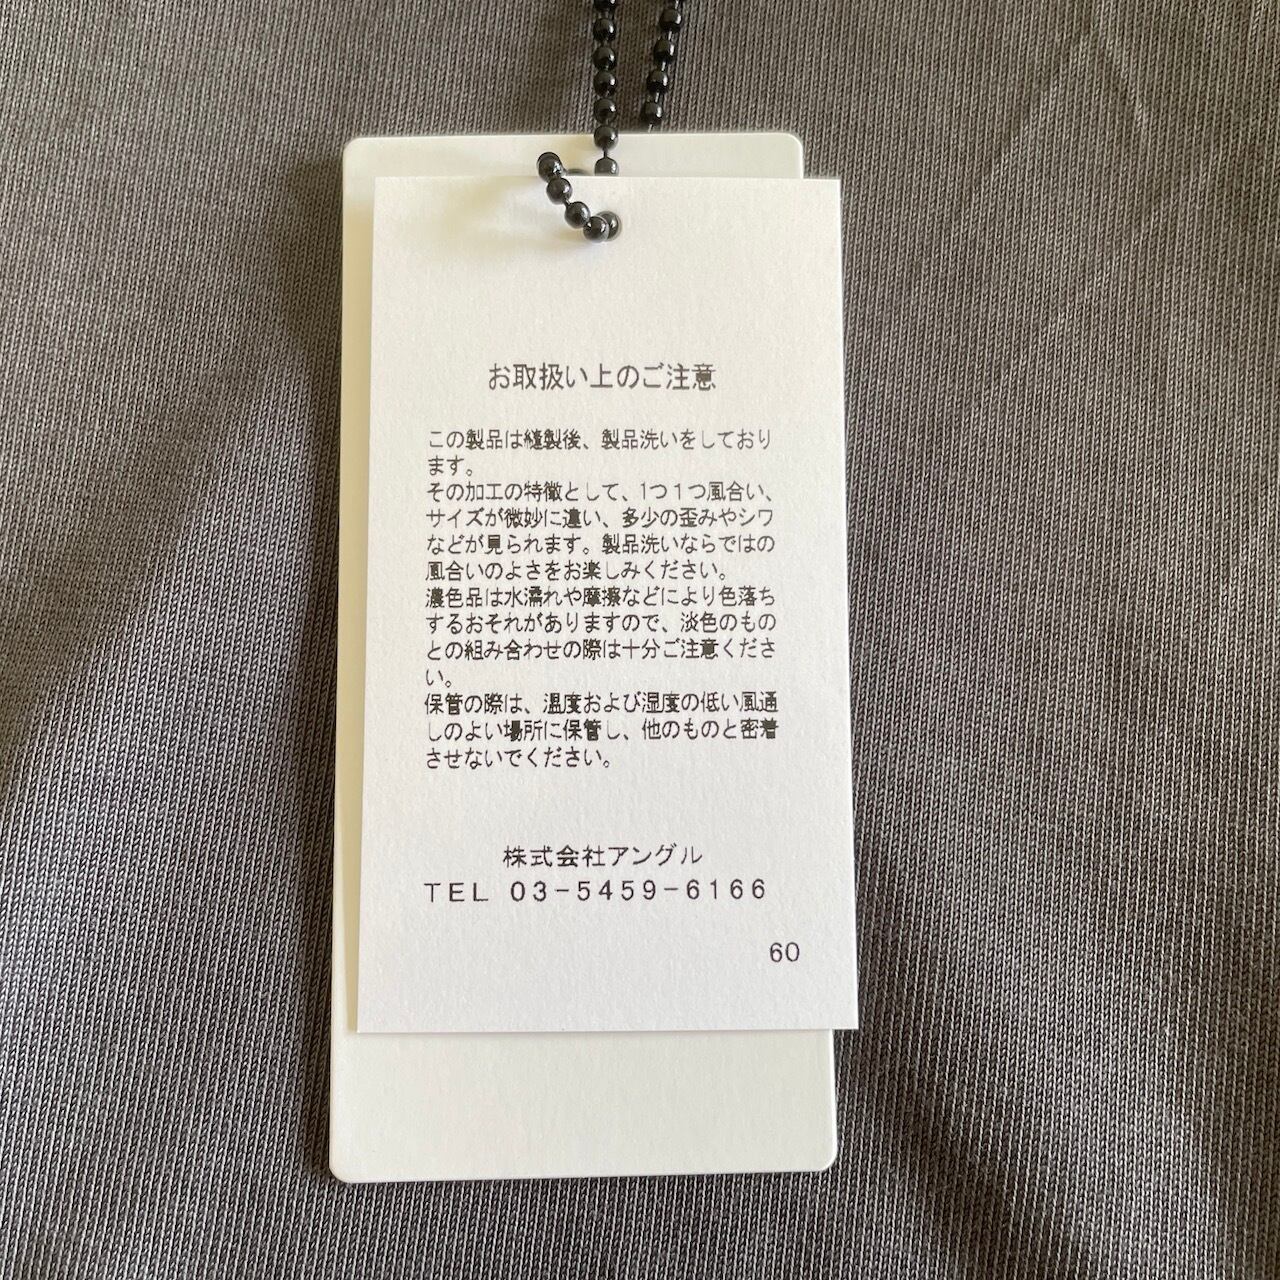 お取扱い上のご注意
この製品は縫製後、製品洗いをしており
ます。
その加工の特徴として、1つ1つ風合い、
サイズが微妙に違い、多少の歪みやシワ
などが見られます。製品洗いならではの
風合いのよさをお楽しみください。
濃色品は水濡れや摩擦などにより色落ち
するおそれがありますので、淡色のもの
との組み合わせの際は十分ご注意くださ
い。
保管の際は、温度および湿度の低い風通
しのよい場所に保管し、他のものと密着
させないでください。
株式会社アングル
TEL 03-5459-6166
60